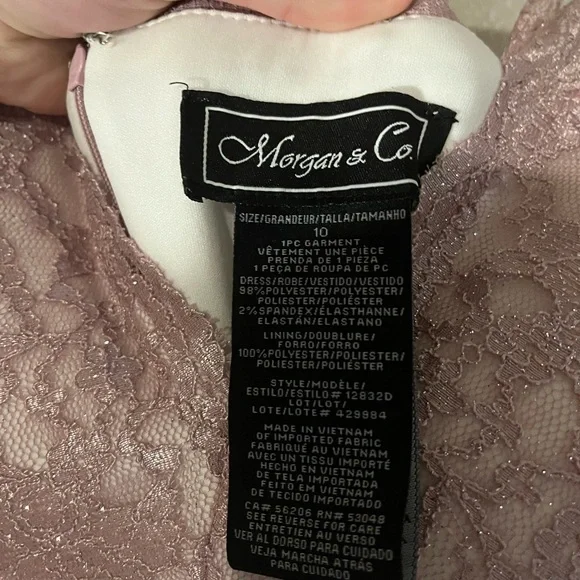 Morgan & Co.
SIZE/GRANDEUR/TALLA/TAMANHO
10
1PC GARMENT
VÊTEMENT UNE PIÈCE
PRENDA DE 1 PIEZA
1 PEÇA DE ROUPA DE PC
DRESS/ROBE/VESTIDO/VESTIDO
98%POLYESTER/POLYESTER/
POLIESTER/POLIÉSTER
2%SPANDEX/ÉLASTHANNE/
ELASTÁN/ELASTANO
LINING/DOUBLURE/
FORRO/FORRO
100%POLYESTER/POLYESTER/
POLIESTER/POLIÉSTER
STYLE/MODÈLE/
ESTILO/ESTILO# 12832D
LOT/LOT/
LOTE/LOTE# 429984
MADE IN VIETNAM
OF IMPORTED FABRIC
FABRIQUÉ AU VIETNAM
AVEC UN TISSU IMPORTÉ
HECHO EN VIETNAM
DE TELA IMPORTADA
FEITO EM VIETNAM
DE TECIDO IMPORTADO
CA# 56206 RN# 53048
SEE REVERSE FOR CARE
ENTRETIEN AU VERSO
VER AL DORSO PARA CUIDADO
VEJA MARCHA ATRÁS
PARA CUIDADO